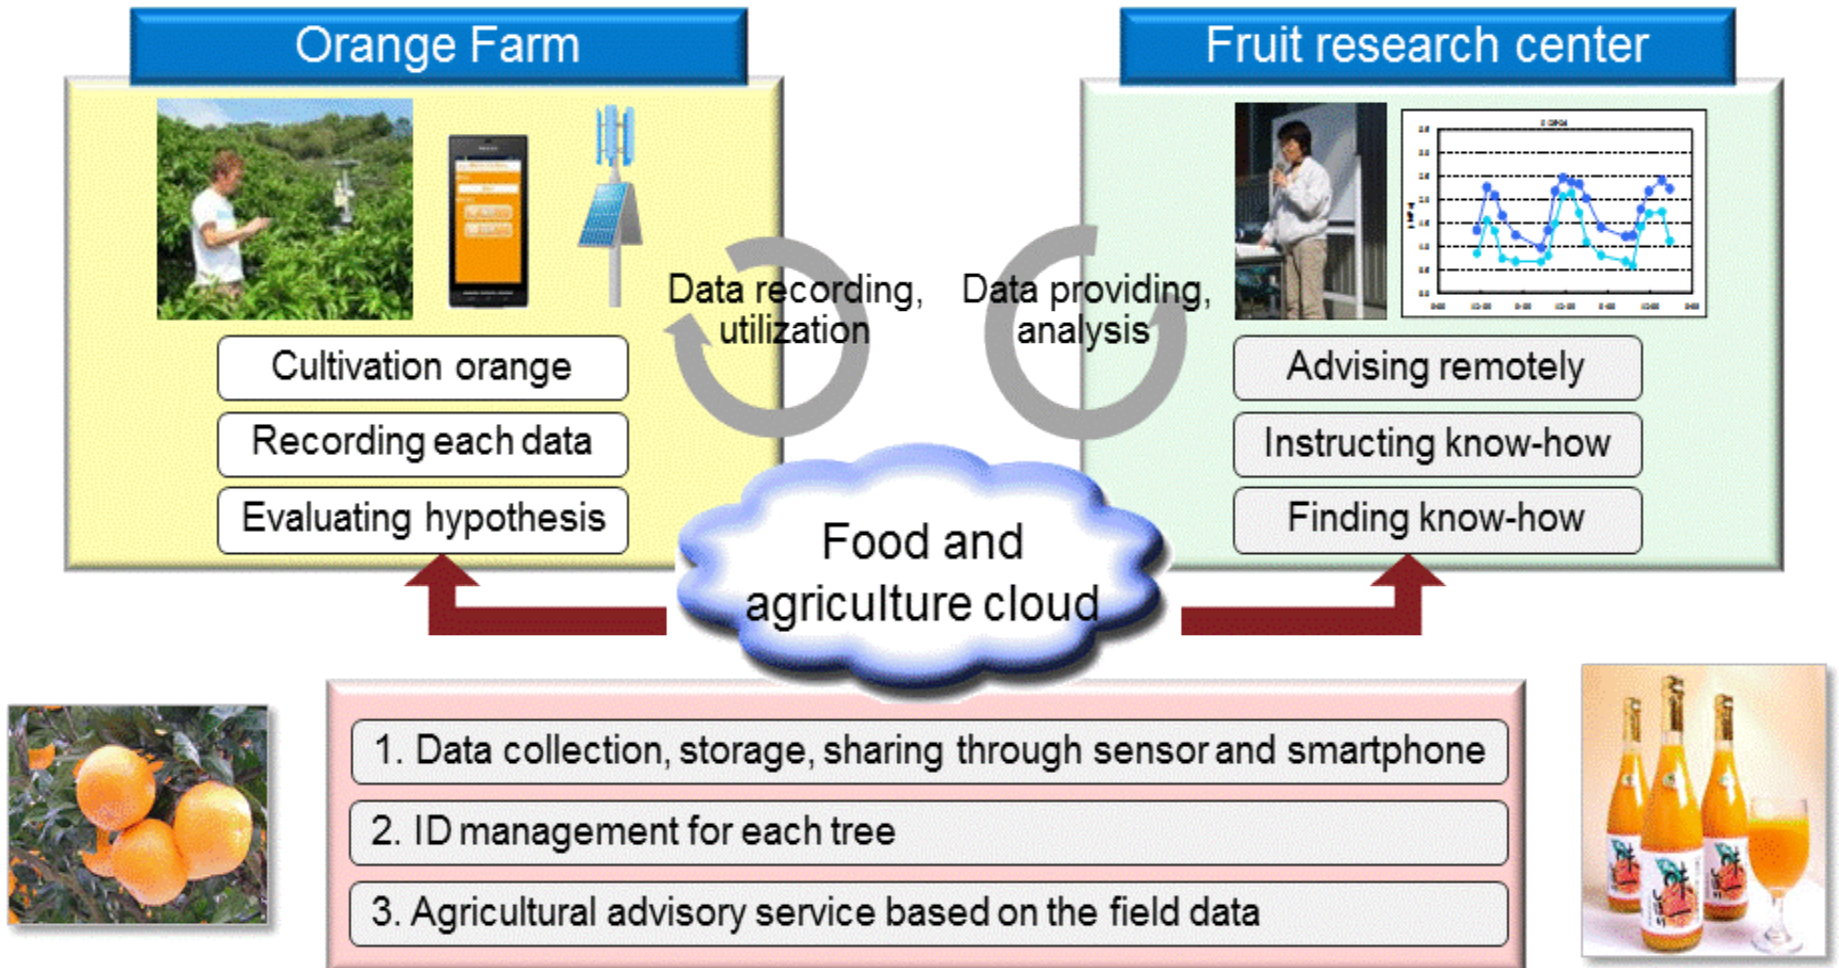 Orange Farm
Fruit research center
Data recording,
utilization
Data providing,
analysis
Cultivation orange
Recording each data
Evaluating hypothesis
Advising remotely
Instructing know-how
Finding know-how
Food and
agriculture cloud
1. Data collection, storage, sharing through sensor and smartphone
2. ID management for each tree
3. Agricultural advisory service based on the field data